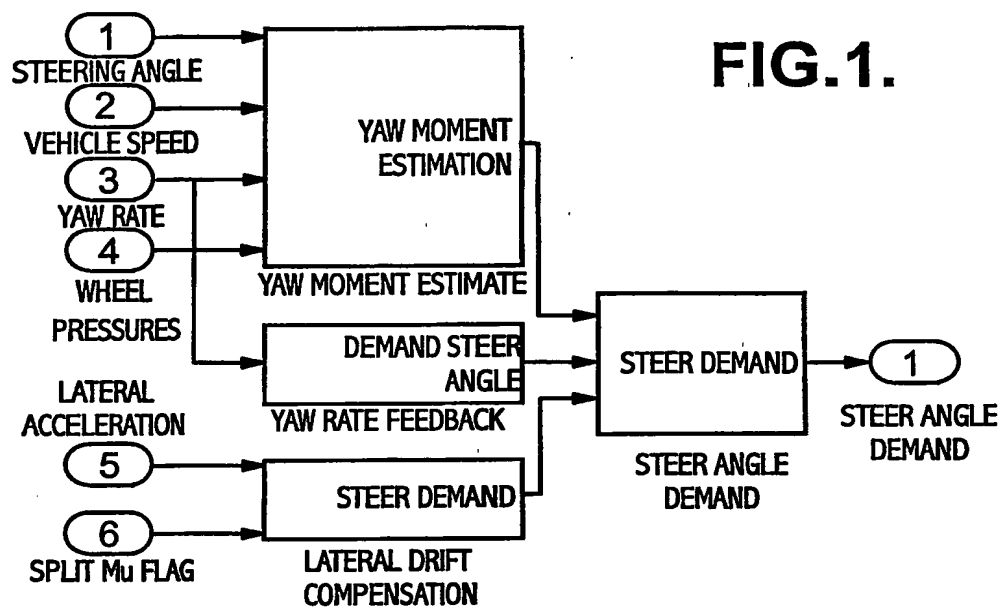 FIG.1.
1
STEERING ANGLE
2
VEHICLE SPEED
3
YAW RATE
4
WHEEL
PRESSURES
YAW MOMENT
ESTIMATION
YAW MOMENT ESTIMATE
DEMAND STEER
ANGLE
YAW RATE FEEDBACK
LATERAL
ACCELERATION
5
6
SPLIT Mu FLAG
STEER DEMAND
LATERAL DRIFT
COMPENSATION
STEER DEMAND
STEER ANGLE
DEMAND
1
STEER ANGLE
DEMAND